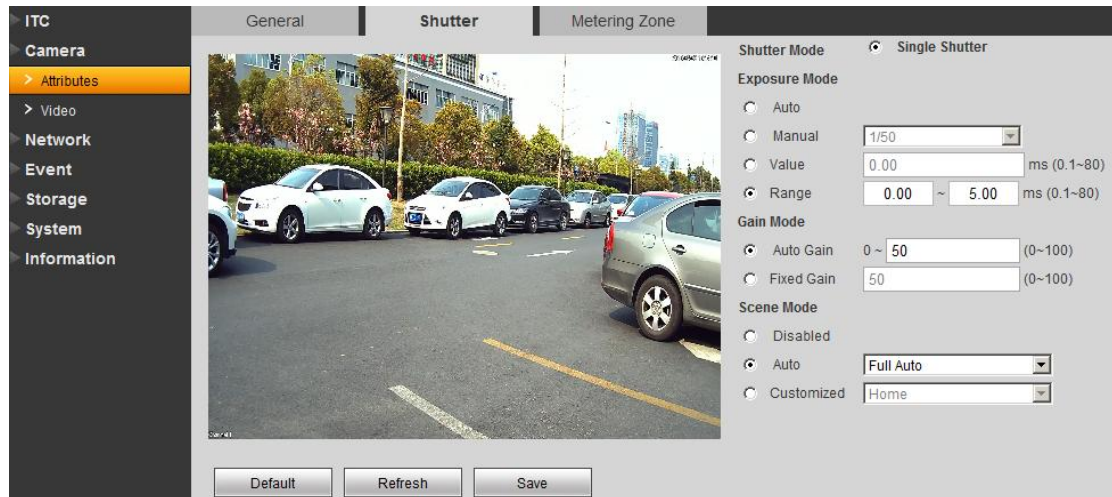 ITC
Camera
> Attributes
> Video
Network
Event
Storage
System
Information
General
Shutter
Metering Zone
Shutter Mode
Single Shutter
Exposure Mode
Auto
Manual
1/50
Value
0.00
ms (0.1~80)
Range
0.00 ~ 5.00 ms (0.1~80)
Gain Mode
Auto Gain
0 ~ 50
(0~100)
Fixed Gain
50
(0~100)
Scene Mode
Disabled
Auto
Full Auto
Customized
Home
Default
Refresh
Save